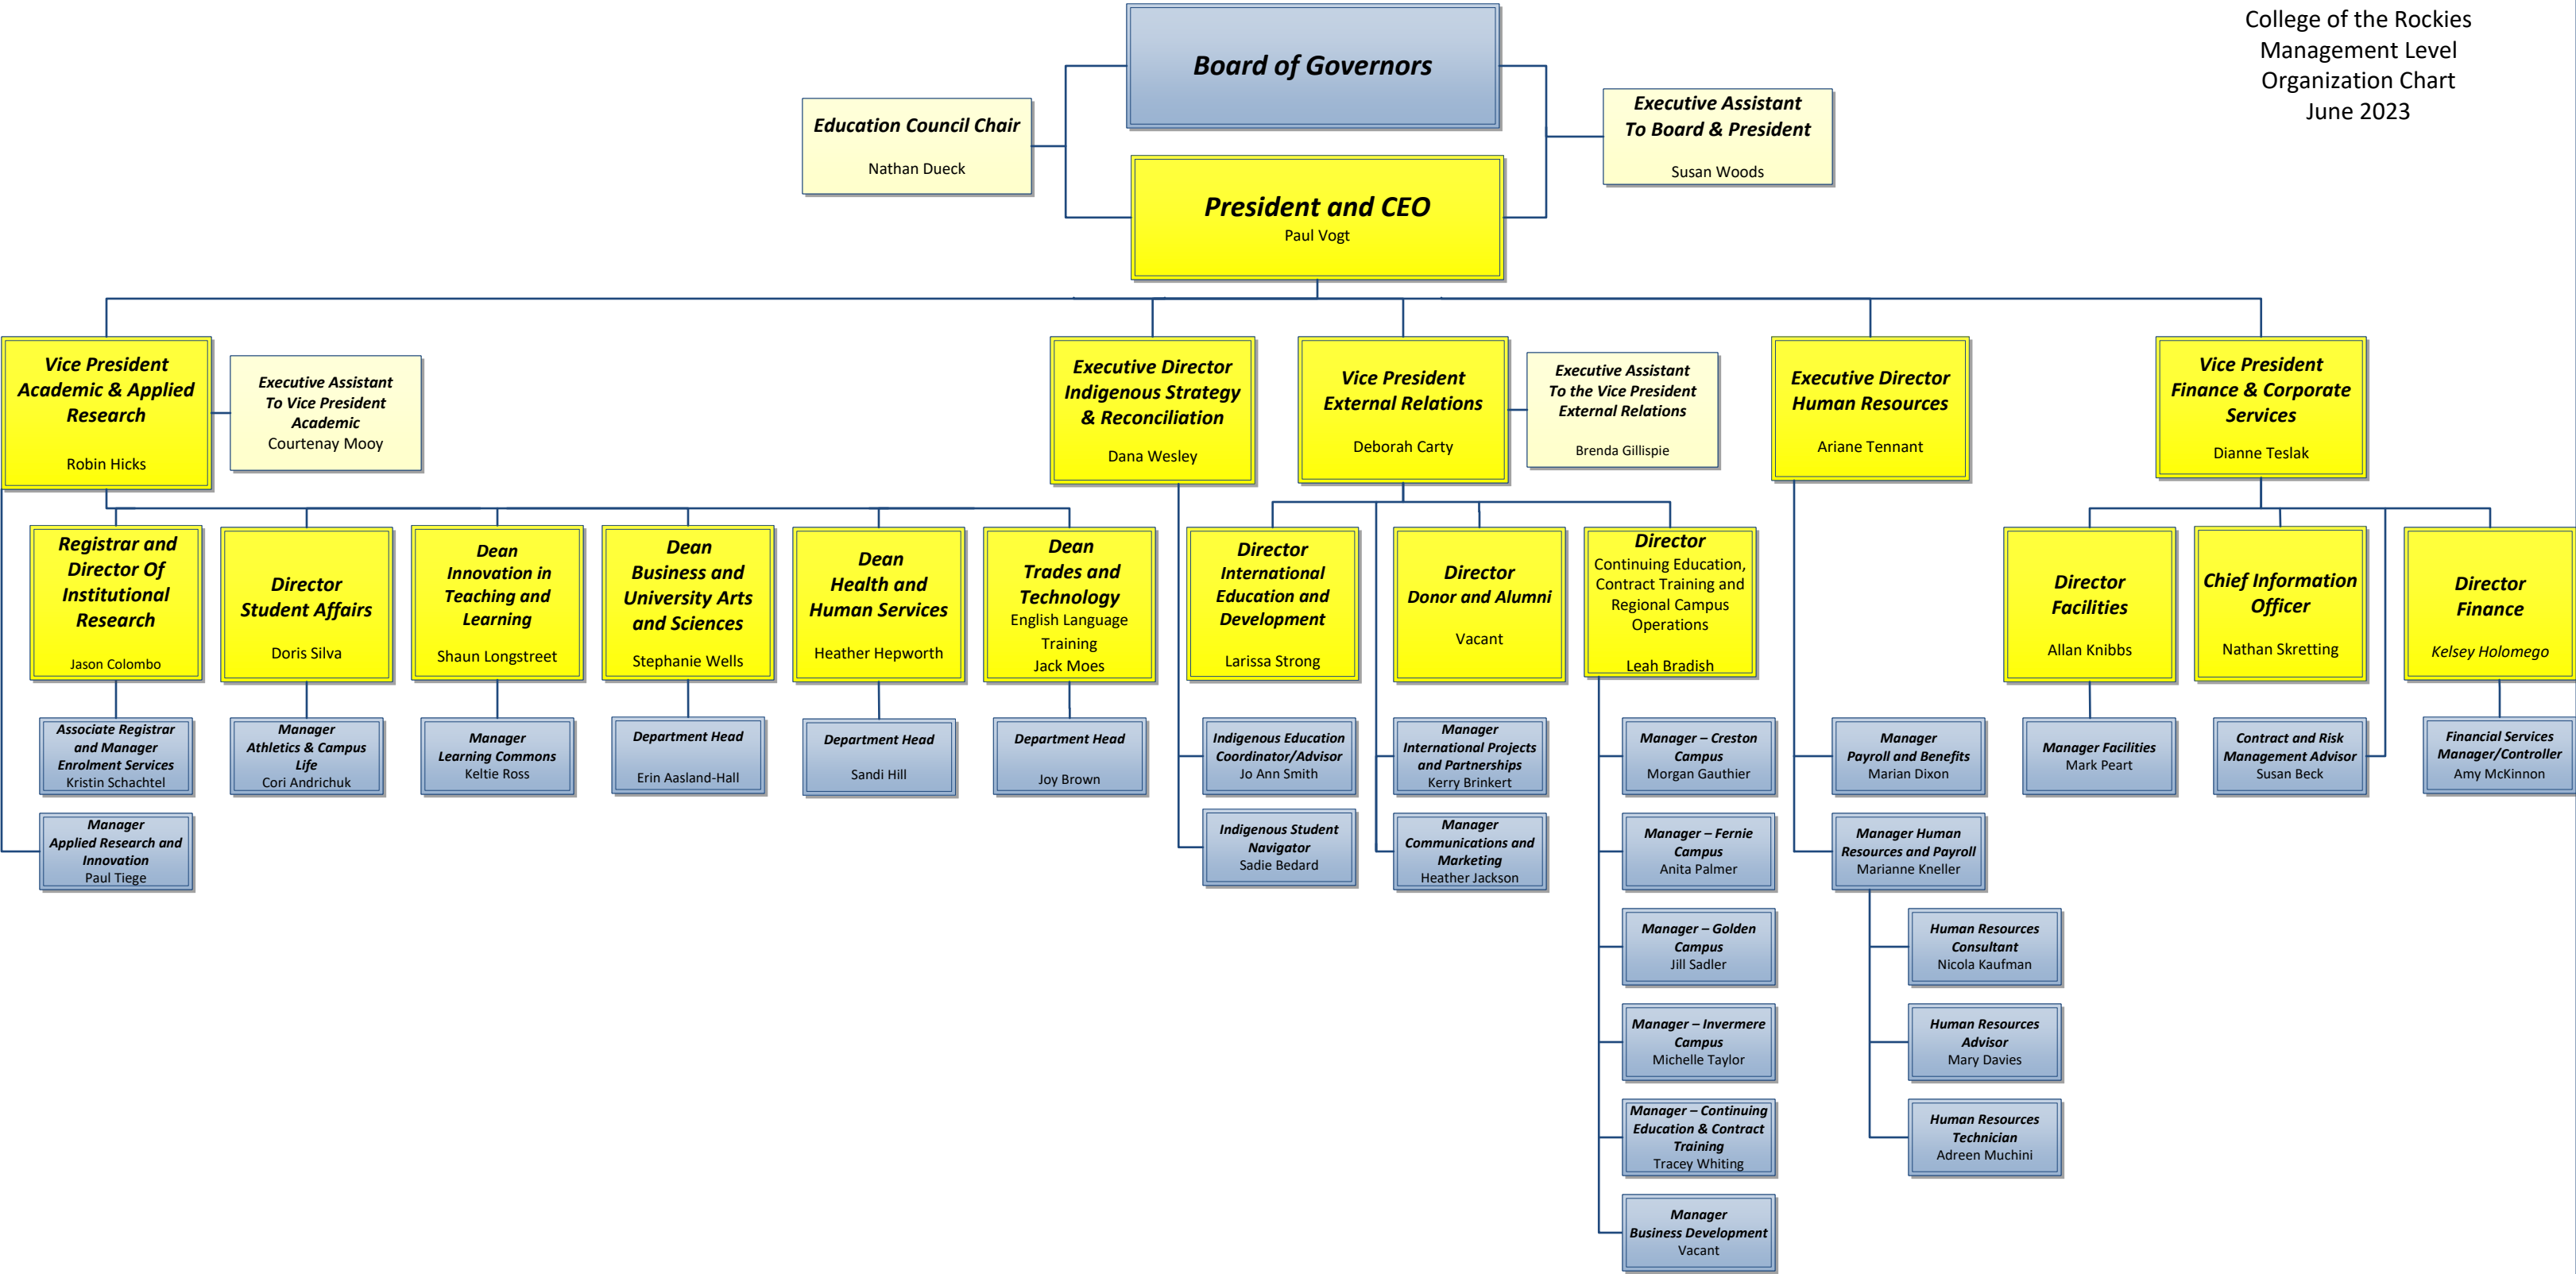 College of the Rockies
Management Level
Organization Chart
June 2023
Board of Governors
Education Council Chair
Nathan Dueck
Executive Assistant
To Board & President
Susan Woods
President and CEO
Paul Vogt
Vice President
Academic & Applied
Research
Robin Hicks
Executive Assistant
To Vice President
Academic
Courtenay Mooy
Executive Director
Indigenous Strategy
& Reconciliation
Dana Wesley
Vice President
External Relations
Deborah Carty
Executive Assistant
To the Vice President
External Relations
Brenda Gillispie
Executive Director
Human Resources
Ariane Tennant
Vice President
Finance & Corporate
Services
Dianne Teslak
Registrar and
Director Of
Institutional
Research
Jason Colombo
Director
Student Affairs
Doris Silva
Dean
Innovation in
Teaching and
Learning
Shaun Longstreet
Dean
Business and
University Arts
and Sciences
Stephanie Wells
Dean
Health and
Human Services
Heather Hepworth
Dean
Trades and
Technology
English Language
Training
Jack Moes
Director
International
Education and
Development
Larissa Strong
Director
Donor and Alumni
Vacant
Director
Continuing Education,
Contract Training and
Regional Campus
Operations
Leah Bradish
Director
Facilities
Allan Knibbs
Chief Information
Officer
Nathan Skretting
Director
Finance
Kelsey Holomego
Associate Registrar
and Manager
Enrolment Services
Kristin Schachtel
Manager
Athletics & Campus
Life
Cori Andrichuk
Manager
Learning Commons
Keltie Ross
Department Head
Erin Aasland-Hall
Department Head
Sandi Hill
Department Head
Joy Brown
Indigenous Education
Coordinator/Advisor
Jo Ann Smith
Manager
International Projects
and Partnerships
Kerry Brinkert
Manager – Creston
Campus
Morgan Gauthier
Manager
Payroll and Benefits
Marian Dixon
Manager Facilities
Mark Peart
Contract and Risk
Management Advisor
Susan Beck
Financial Services
Manager/Controller
Amy McKinnon
Manager
Applied Research and
Innovation
Paul Tiege
Indigenous Student
Navigator
Sadie Bedard
Manager
Communications and
Marketing
Heather Jackson
Manager – Fernie
Campus
Anita Palmer
Manager Human
Resources and Payroll
Marianne Kneller
Manager – Golden
Campus
Jill Sadler
Human Resources
Consultant
Nicola Kaufman
Manager – Invermere
Campus
Michelle Taylor
Human Resources
Advisor
Mary Davies
Manager – Continuing
Education & Contract
Training
Tracey Whiting
Human Resources
Technician
Adreen Muchini
Manager
Business Development
Vacant